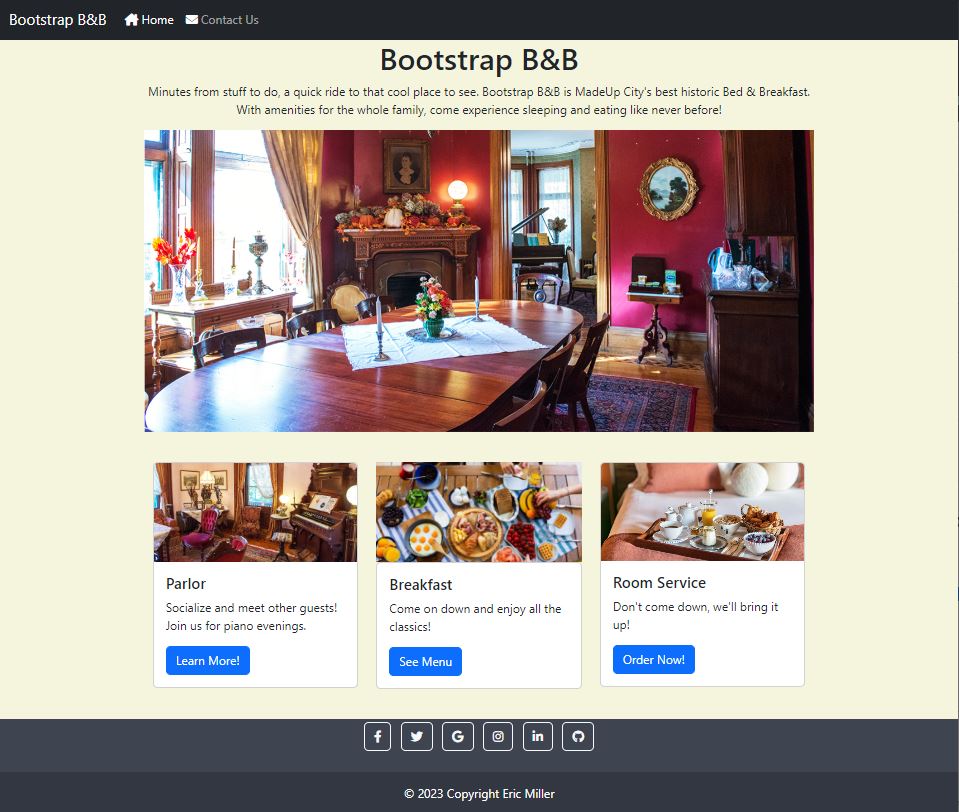 Bootstrap B&B Home Contact Us
Bootstrap B&B
Minutes from stuff to do, a quick ride to that cool place to see. Bootstrap B&B is MadeUp City's best historic Bed & Breakfast.
With amenities for the whole family, come experience sleeping and eating like never before!
Parlor
Socialize and meet other guests!
Join us for piano evenings.
Learn More!
Breakfast
Come on down and enjoy all the
classics!
See Menu
Room Service
Don't come down, we'll bring it
up!
Order Now!
© 2023 Copyright Eric Miller